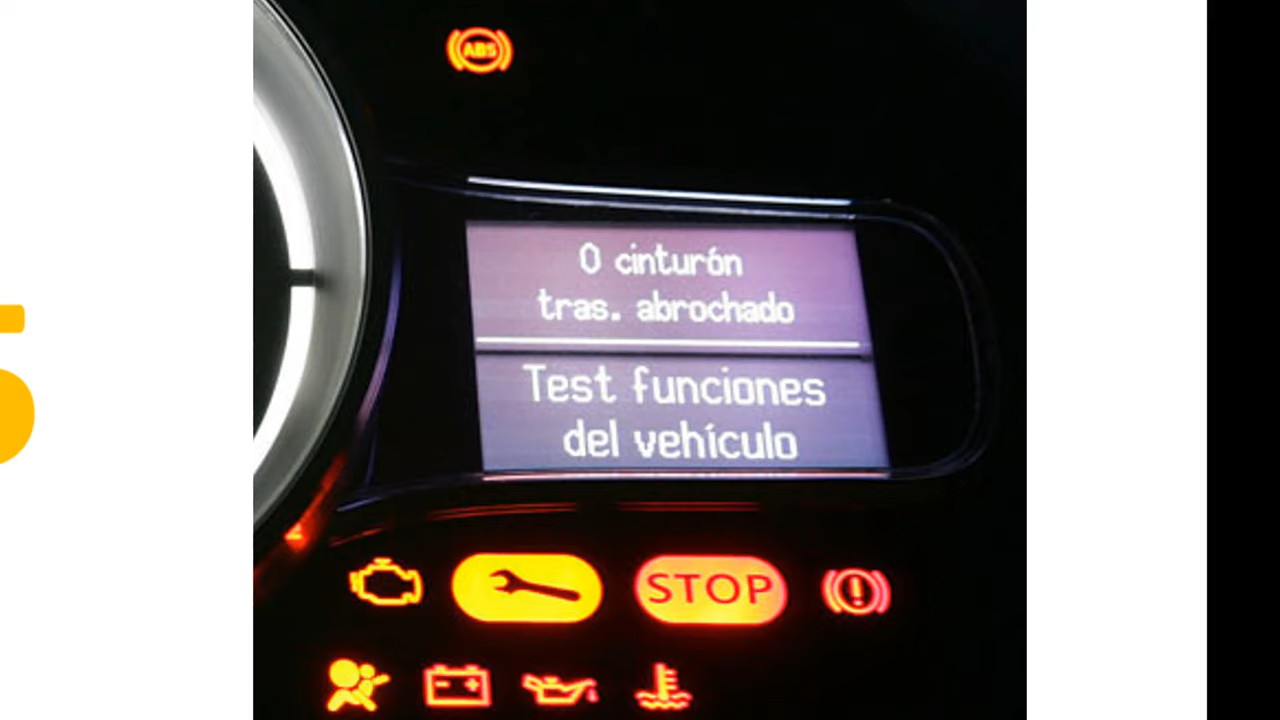 ABS
0 cinturón
tras. abrochado
Test funciones
del vehículo
STOP